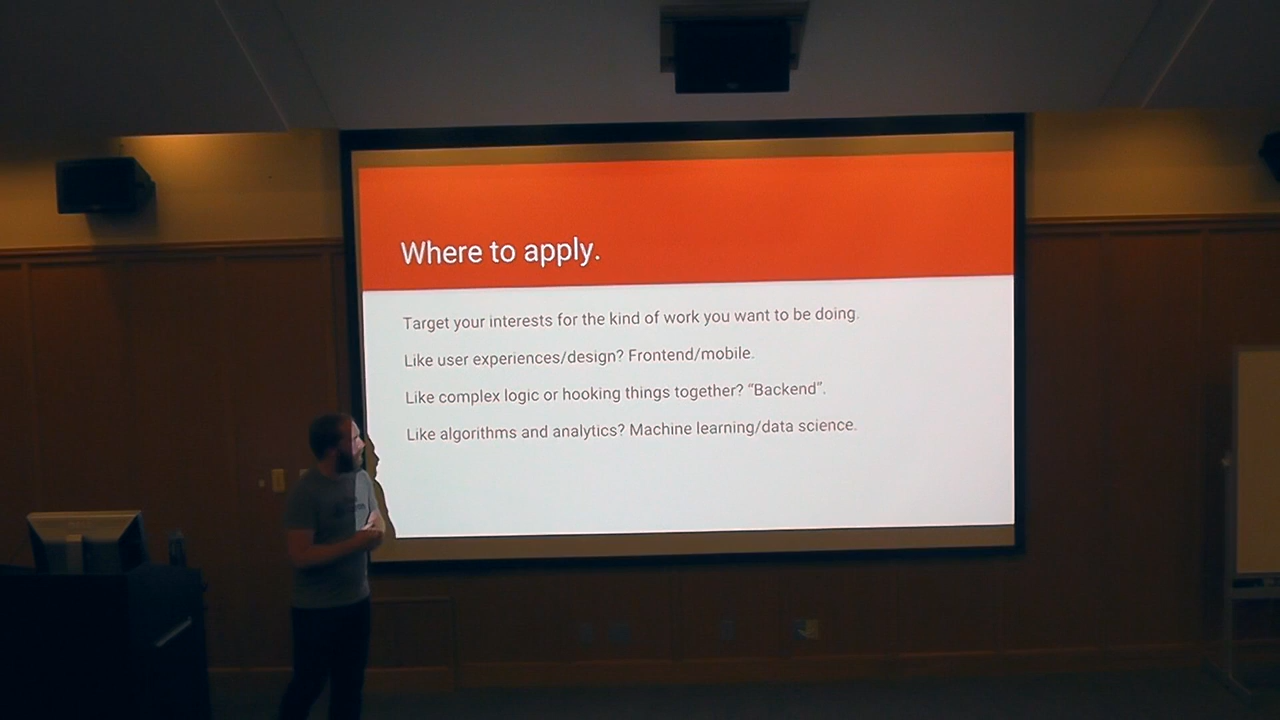 Where to apply.
Target your interests for the kind of work you want to be doing.
Like user experiences/design? Frontend/mobile.
Like complex logic or hooking things together? “Backend”.
Like algorithms and analytics? Machine learning/data science.